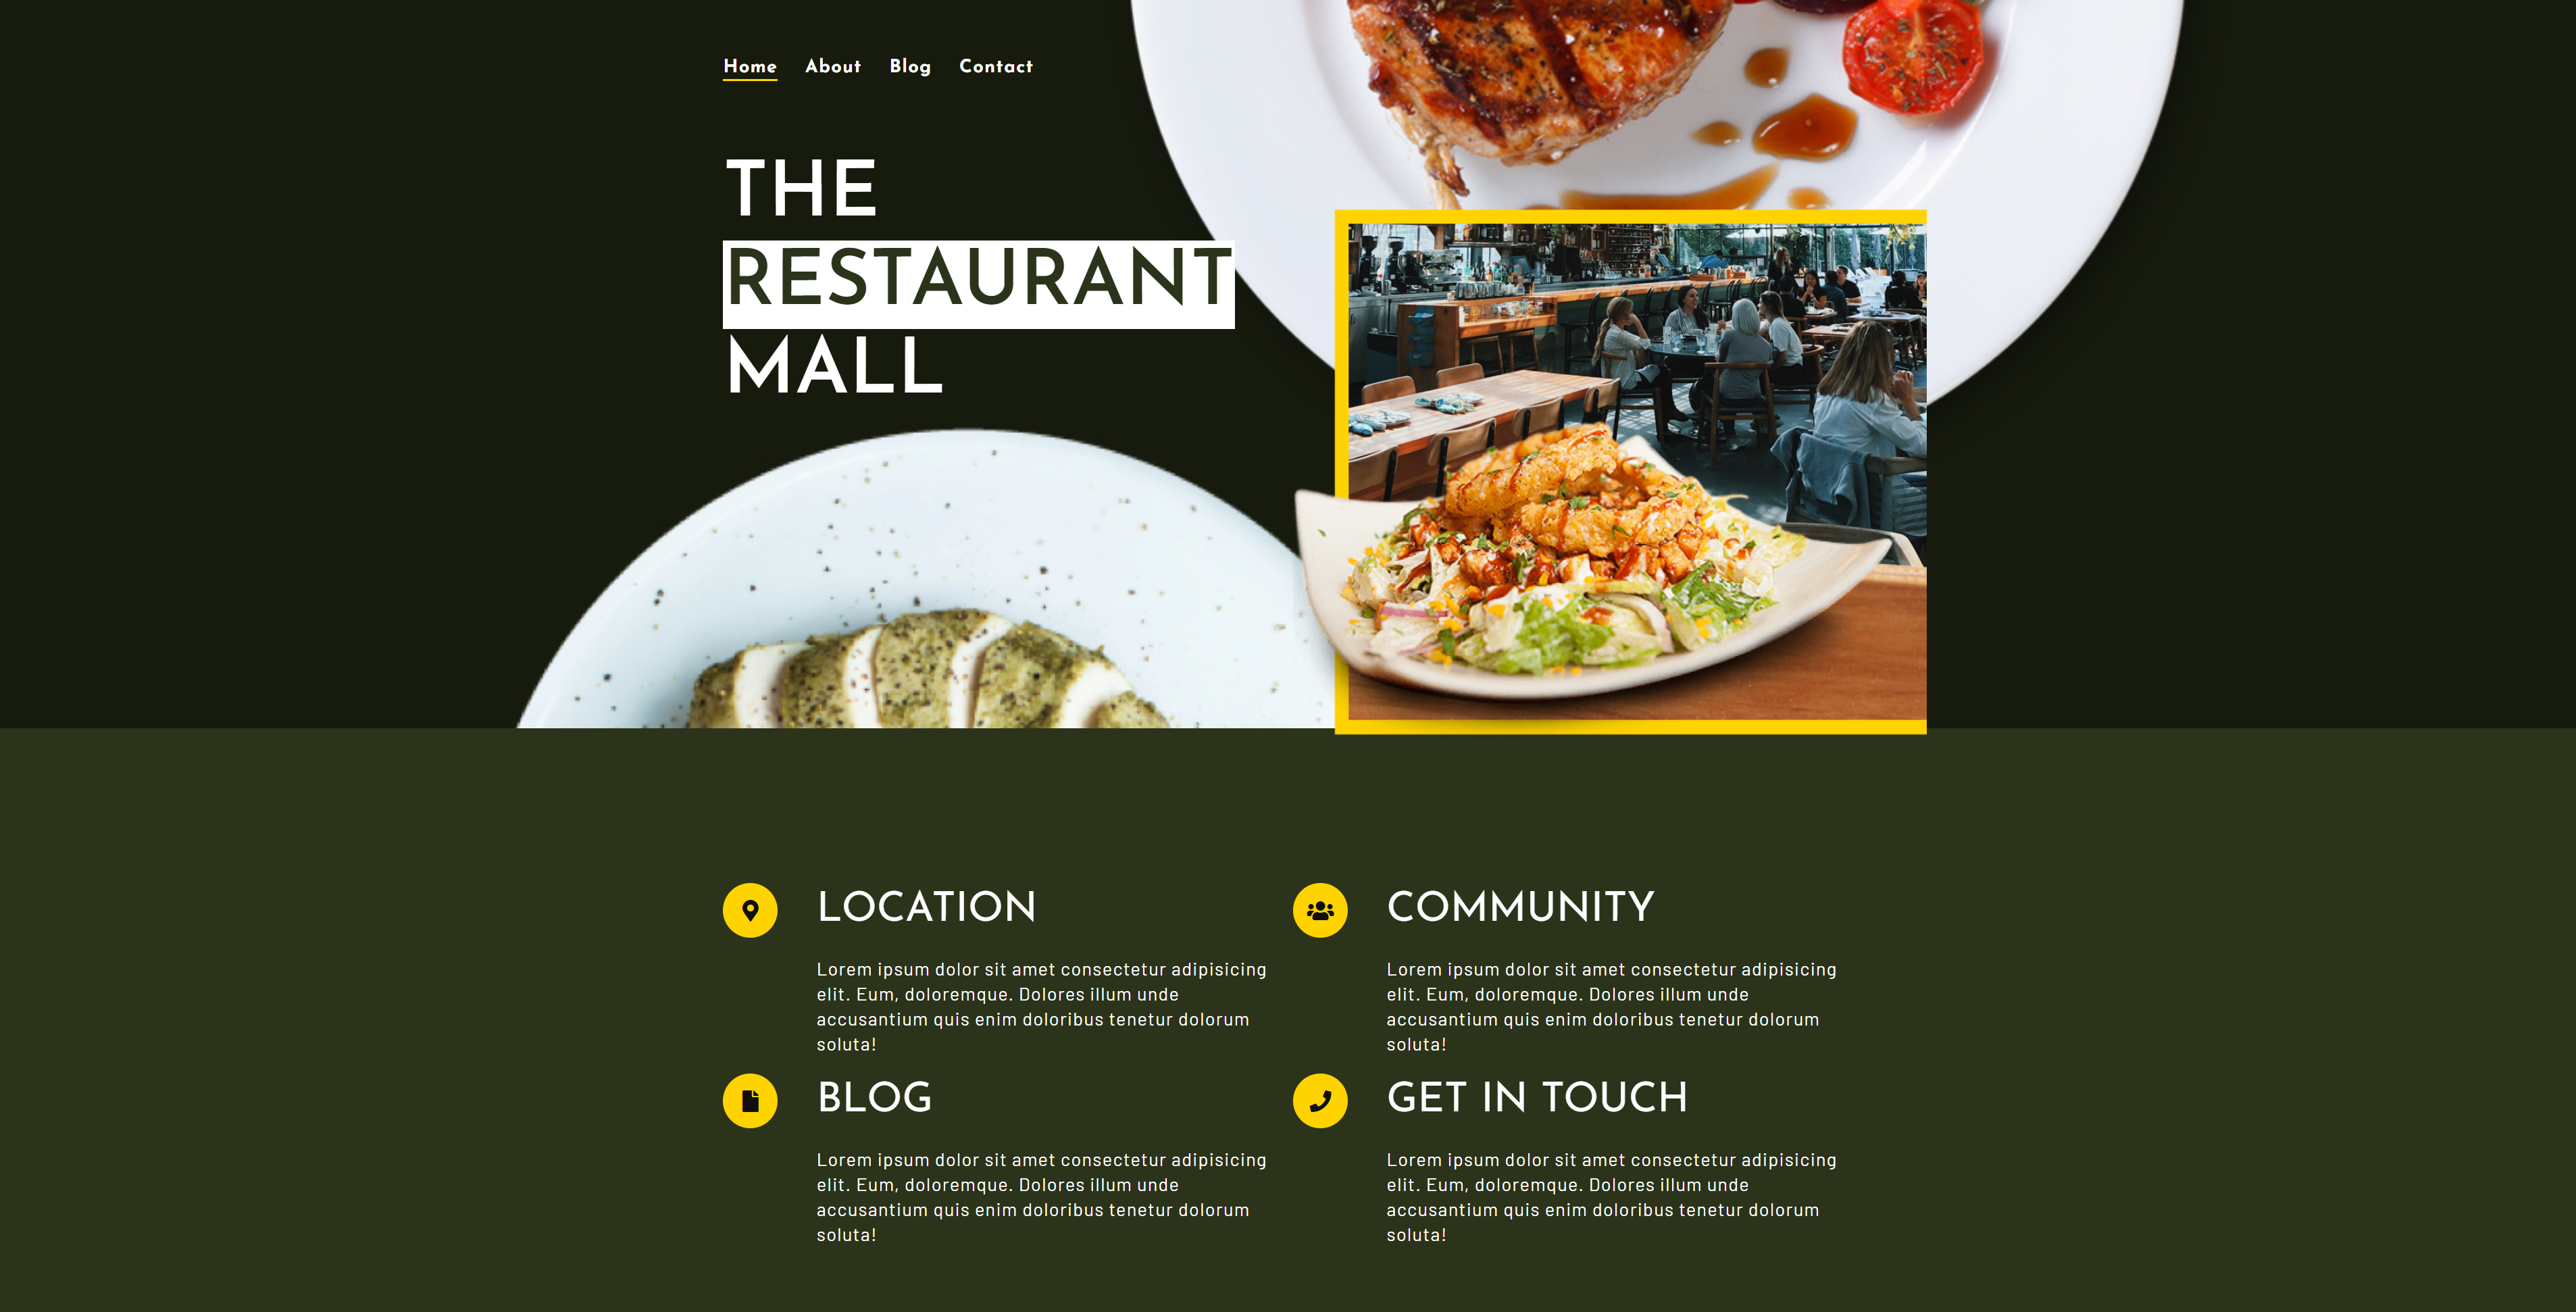 Home About Blog Contact
THE
RESTAURANT
MALL
LOCATION
Lorem ipsum dolor sit amet consectetur adipisicing
elit. Eum, doloremque. Dolores illum unde
accusantium quis enim doloribus tenetur dolorum
soluta!
COMMUNITY
Lorem ipsum dolor sit amet consectetur adipisicing
elit. Eum, doloremque. Dolores illum unde
accusantium quis enim doloribus tenetur dolorum
soluta!
BLOG
Lorem ipsum dolor sit amet consectetur adipisicing
elit. Eum, doloremque. Dolores illum unde
accusantium quis enim doloribus tenetur dolorum
soluta!
GET IN TOUCH
Lorem ipsum dolor sit amet consectetur adipisicing
elit. Eum, doloremque. Dolores illum unde
accusantium quis enim doloribus tenetur dolorum
soluta!